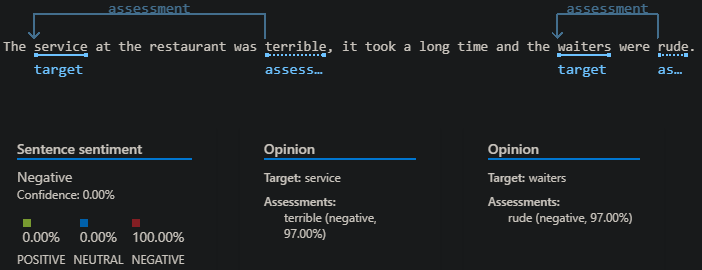 assessment assessment
The service at the restaurant was terrible, it took a long time and the waiters were rude.
target assess… target as…
Sentence sentiment
Negative
Confidence: 0.00%
0.00% 0.00% 100.00%
POSITIVE NEUTRAL NEGATIVE
Opinion
Target: service
Assessments:
terrible (negative,
97.00%)
Opinion
Target: waiters
Assessments:
rude (negative, 97.00%)